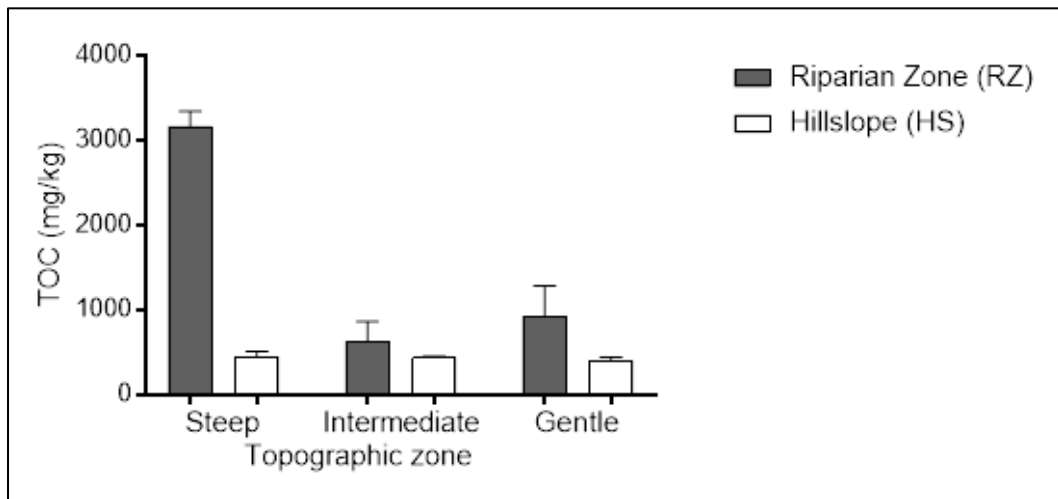 4000
3000
2000
1000
0
TOC (mg/kg)
Steep Intermediate Gentle
Topographic zone
Riparian Zone (RZ)
Hillslope (HS)